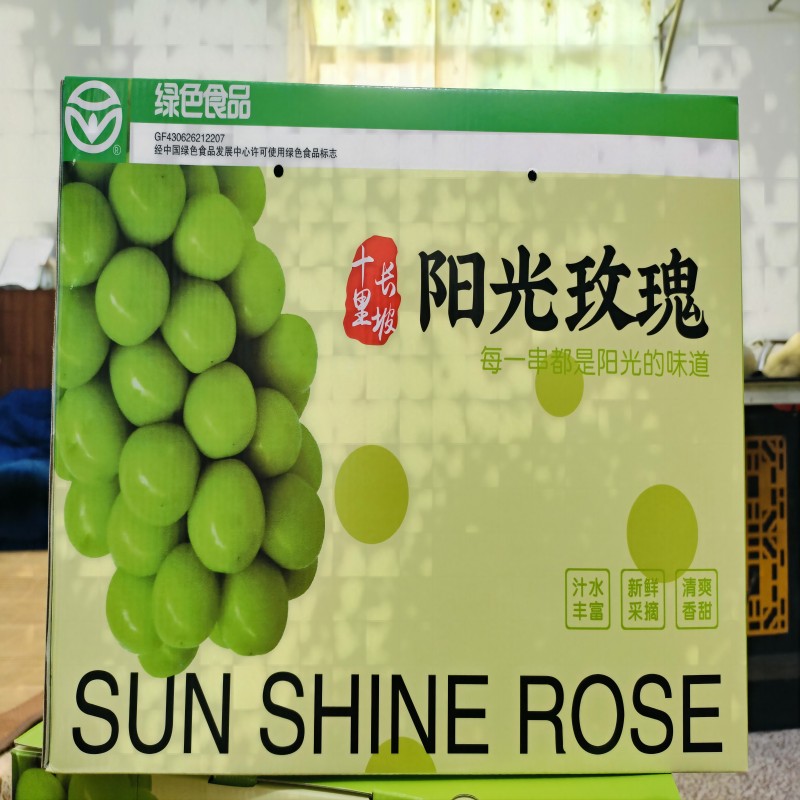 绿色食品
®
GF430626212207
经中国绿色食品发展中心许可使用绿色食品标志
十里
长坡
阳光玫瑰
每一串都是阳光的味道
汁水
丰富
新鲜
采摘
清爽
香甜
SUN SHINE ROSE